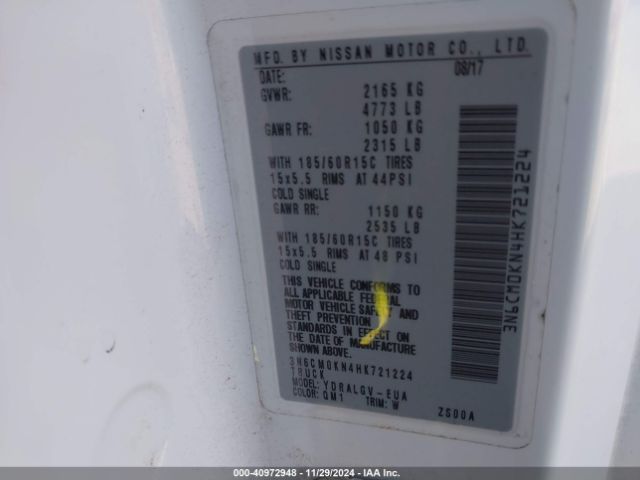 MFD. BY NISSAN MOTOR CO., LTD.
DATE: 08/17
GVWR: 2165 KG
4773 LB
GAWR FR: 1050 KG
2315 LB
WITH 185/60R15C TIRES
15x5.5 RIMS AT 44PSI
COLD SINGLE
GAWR RR: 1150 KG
2535 LB
WITH 185/60R15C TIRES
15x5.5 RIMS AT 48 PSI
COLD SINGLE
THIS VEHICLE CONFORMS TO
ALL APPLICABLE FEDERAL
MOTOR VEHICLE SAFETY AND
THEFT PREVENTION
STANDARDS IN EFFECT ON
THE DATE OF MANUFACTURE
SHOWN ABOVE.
3N6CM0KN4HK721224
TRUCK
MODEL: YDRALGV-EUA
COLOR: QM1 TRIM: W 2S00A
3N6CM0KN4HK721224
000-40972948 - 11/29/2024 - IAA Inc.